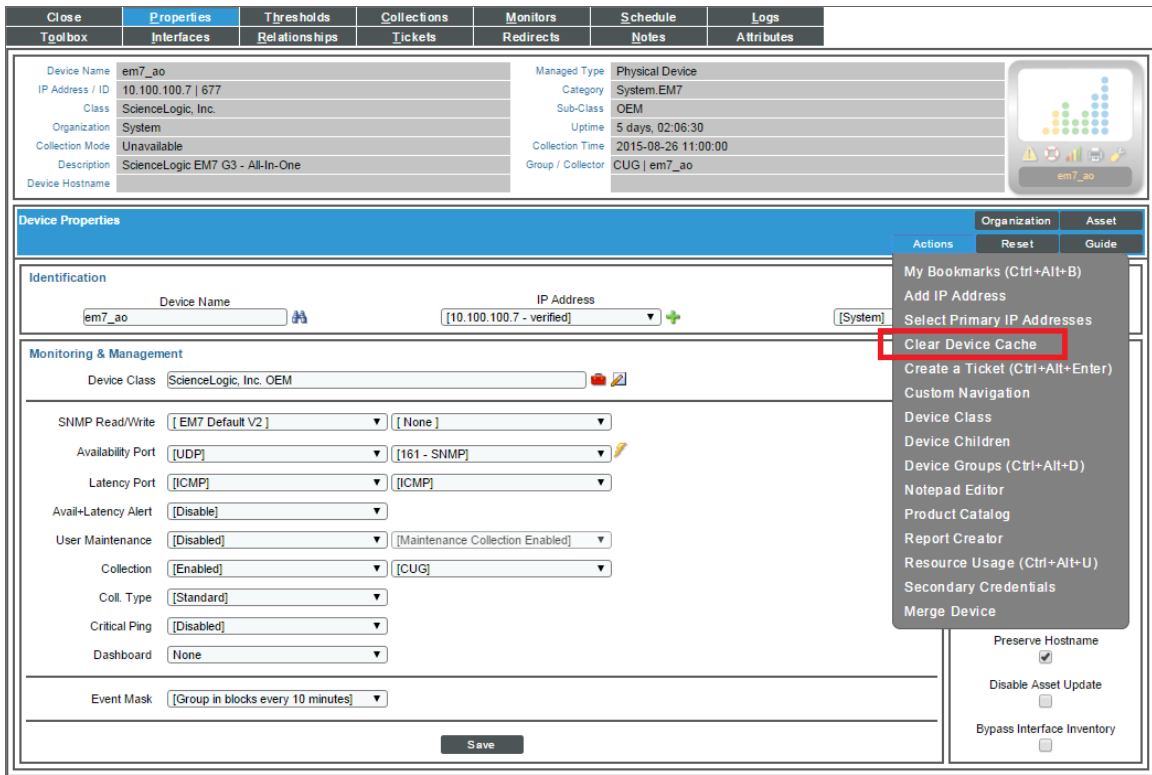 Close Properties Thresholds Collections Monitors Schedule Logs
Toolbox Interfaces Relationships Tickets Redirects Notes Attributes
Device Name em7_ao Managed Type Physical Device
IP Address / ID 10.100.100.7 | 677 Category System.EM7
Class ScienceLogic, Inc. Sub-Class OEM
Organization System Uptime 5 days, 02:06:30
Collection Mode Unavailable Collection Time 2015-08-26 11:00:00
Description ScienceLogic EM7 G3 - All-In-One Group / Collector CUG | em7_ao
Device Hostname
em7_ao
Device Properties Organization Asset
Actions Reset Guide
My Bookmarks (Ctrl+Alt+B)
Add IP Address
Select Primary IP Addresses
Clear Device Cache
Create a Ticket (Ctrl+Alt+Enter)
Custom Navigation
Device Class
Device Children
Device Groups (Ctrl+Alt+D)
Notepad Editor
Product Catalog
Report Creator
Resource Usage (Ctrl+Alt+U)
Secondary Credentials
Merge Device
Identification
Device Name IP Address
em7_ao [10.100.100.7 - verified] [System]
Monitoring & Management
Device Class ScienceLogic, Inc. OEM
SNMP Read/Write [ EM7 Default V2 ] [ None ]
Availability Port [UDP] [161 - SNMP]
Latency Port [ICMP] [ICMP]
Avail+Latency Alert [Disable]
User Maintenance [Disabled] [Maintenance Collection Enabled]
Collection [Enabled] [CUG]
Coll. Type [Standard]
Critical Ping [Disabled]
Dashboard None
Event Mask [Group in blocks every 10 minutes]
Save
Preserve Hostname
Disable Asset Update
Bypass Interface Inventory